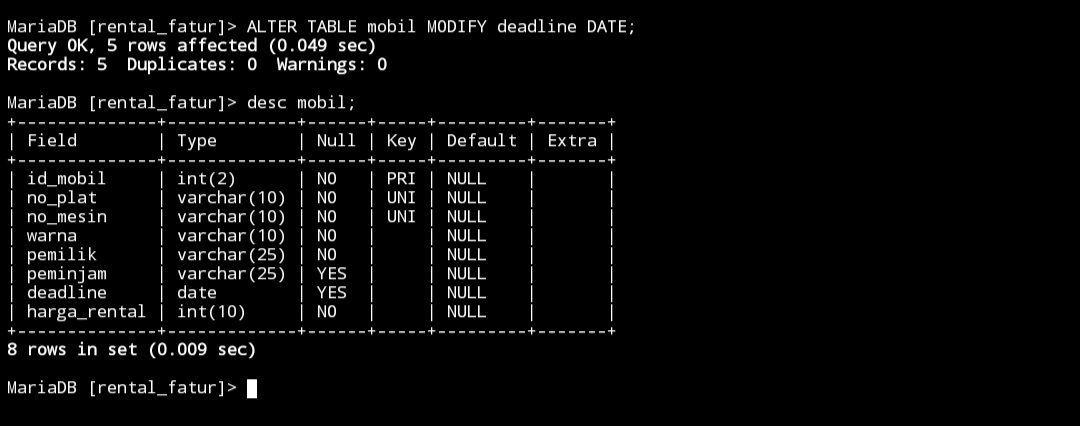 MariaDB [rental_fatur]> ALTER TABLE mobil MODIFY deadline DATE;
Query OK, 5 rows affected (0.049 sec)
Records: 5  Duplicates: 0  Warnings: 0

MariaDB [rental_fatur]> desc mobil;
+--------------+-------------+------+-----+---------+-------+
| Field        | Type        | Null | Key | Default | Extra |
+--------------+-------------+------+-----+---------+-------+
| id_mobil     | int(2)      | NO   | PRI | NULL    |       |
| no_plat      | varchar(10) | NO   | UNI | NULL    |       |
| no_mesin     | varchar(10) | NO   | UNI | NULL    |       |
| warna        | varchar(10) | NO   |     | NULL    |       |
| pemilik      | varchar(25) | NO   |     | NULL    |       |
| peminjam     | varchar(25) | YES  |     | NULL    |       |
| deadline     | date        | YES  |     | NULL    |       |
| harga_rental | int(10)     | NO   |     | NULL    |       |
+--------------+-------------+------+-----+---------+-------+
8 rows in set (0.009 sec)

MariaDB [rental_fatur]>